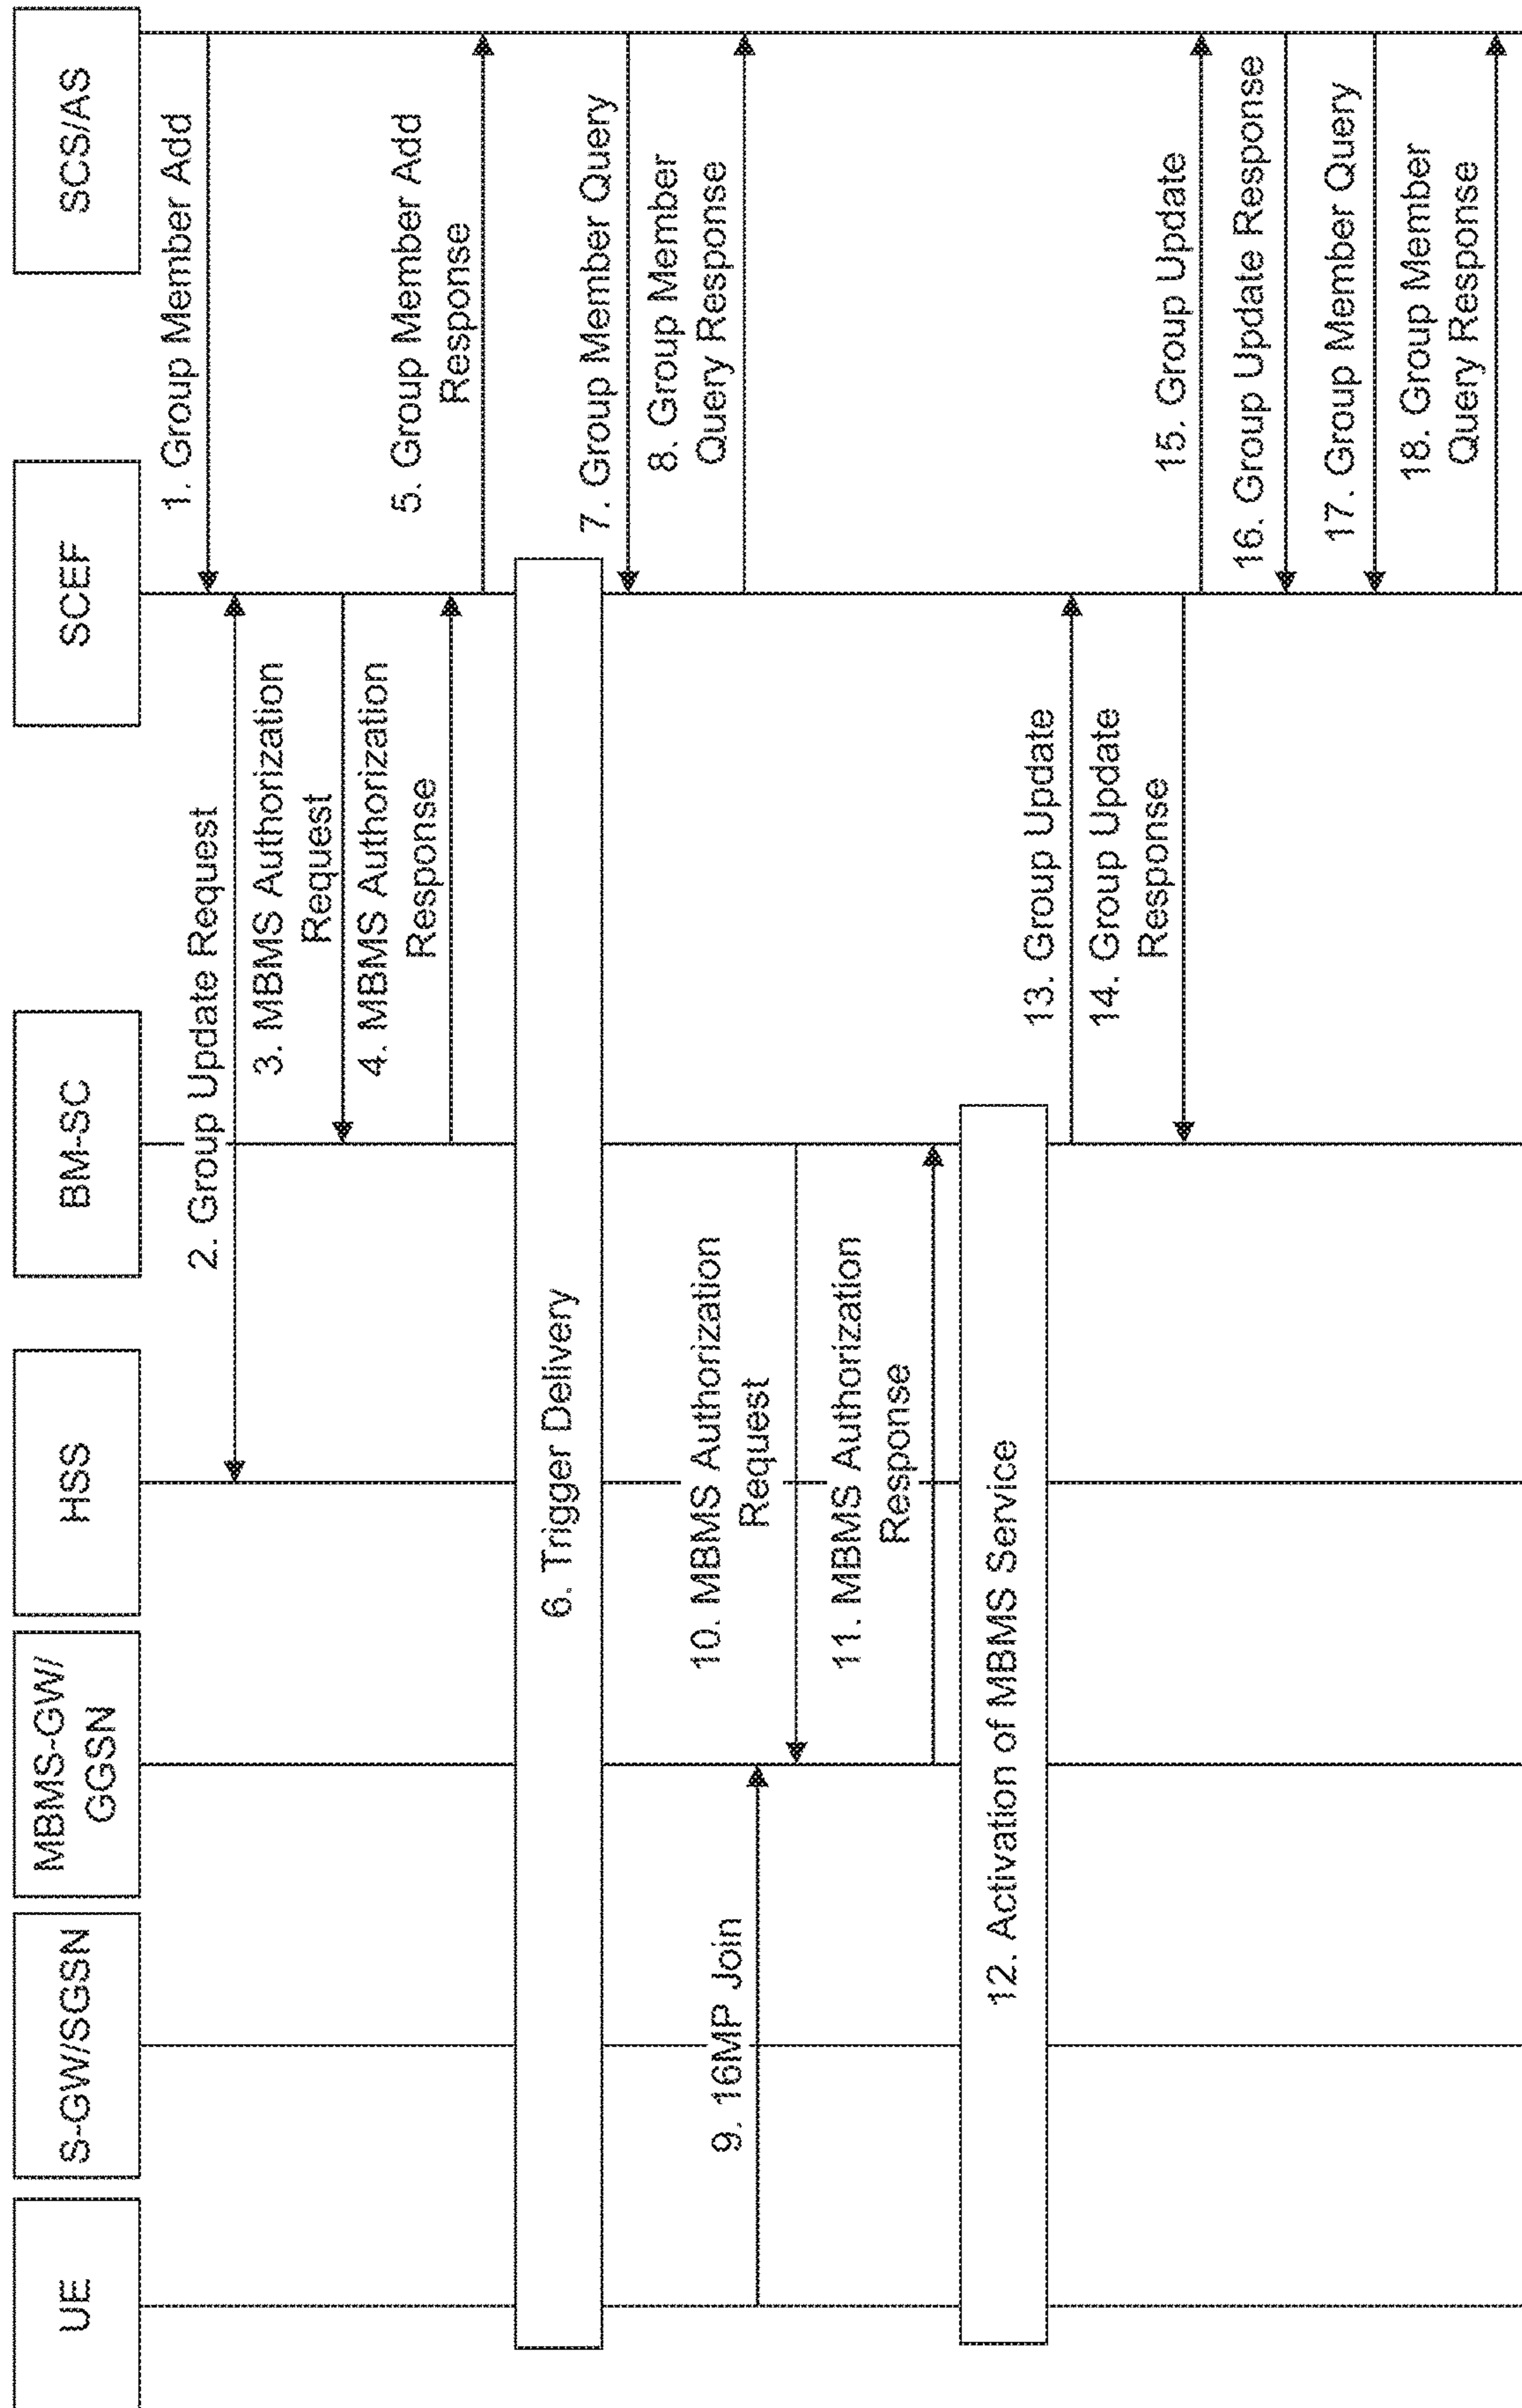 UE
S-GW/SGSN
MBMS-GW/
GGSN
HSS
BM-SC
SCEF
SCS/AS
1. Group Member Add
2. Group Update Request
3. MBMS Authorization
Request
4. MBMS Authorization
Response
5. Group Member Add
Response
6. Trigger Delivery
7. Group Member Query
8. Group Member
Query Response
9. 16MP Join
10. MBMS Authorization
Request
11. MBMS Authorization
Response
12. Activation of MBMS Service
13. Group Update
14. Group Update
Response
15. Group Update
16. Group Update Response
17. Group Member Query
18. Group Member
Query Response